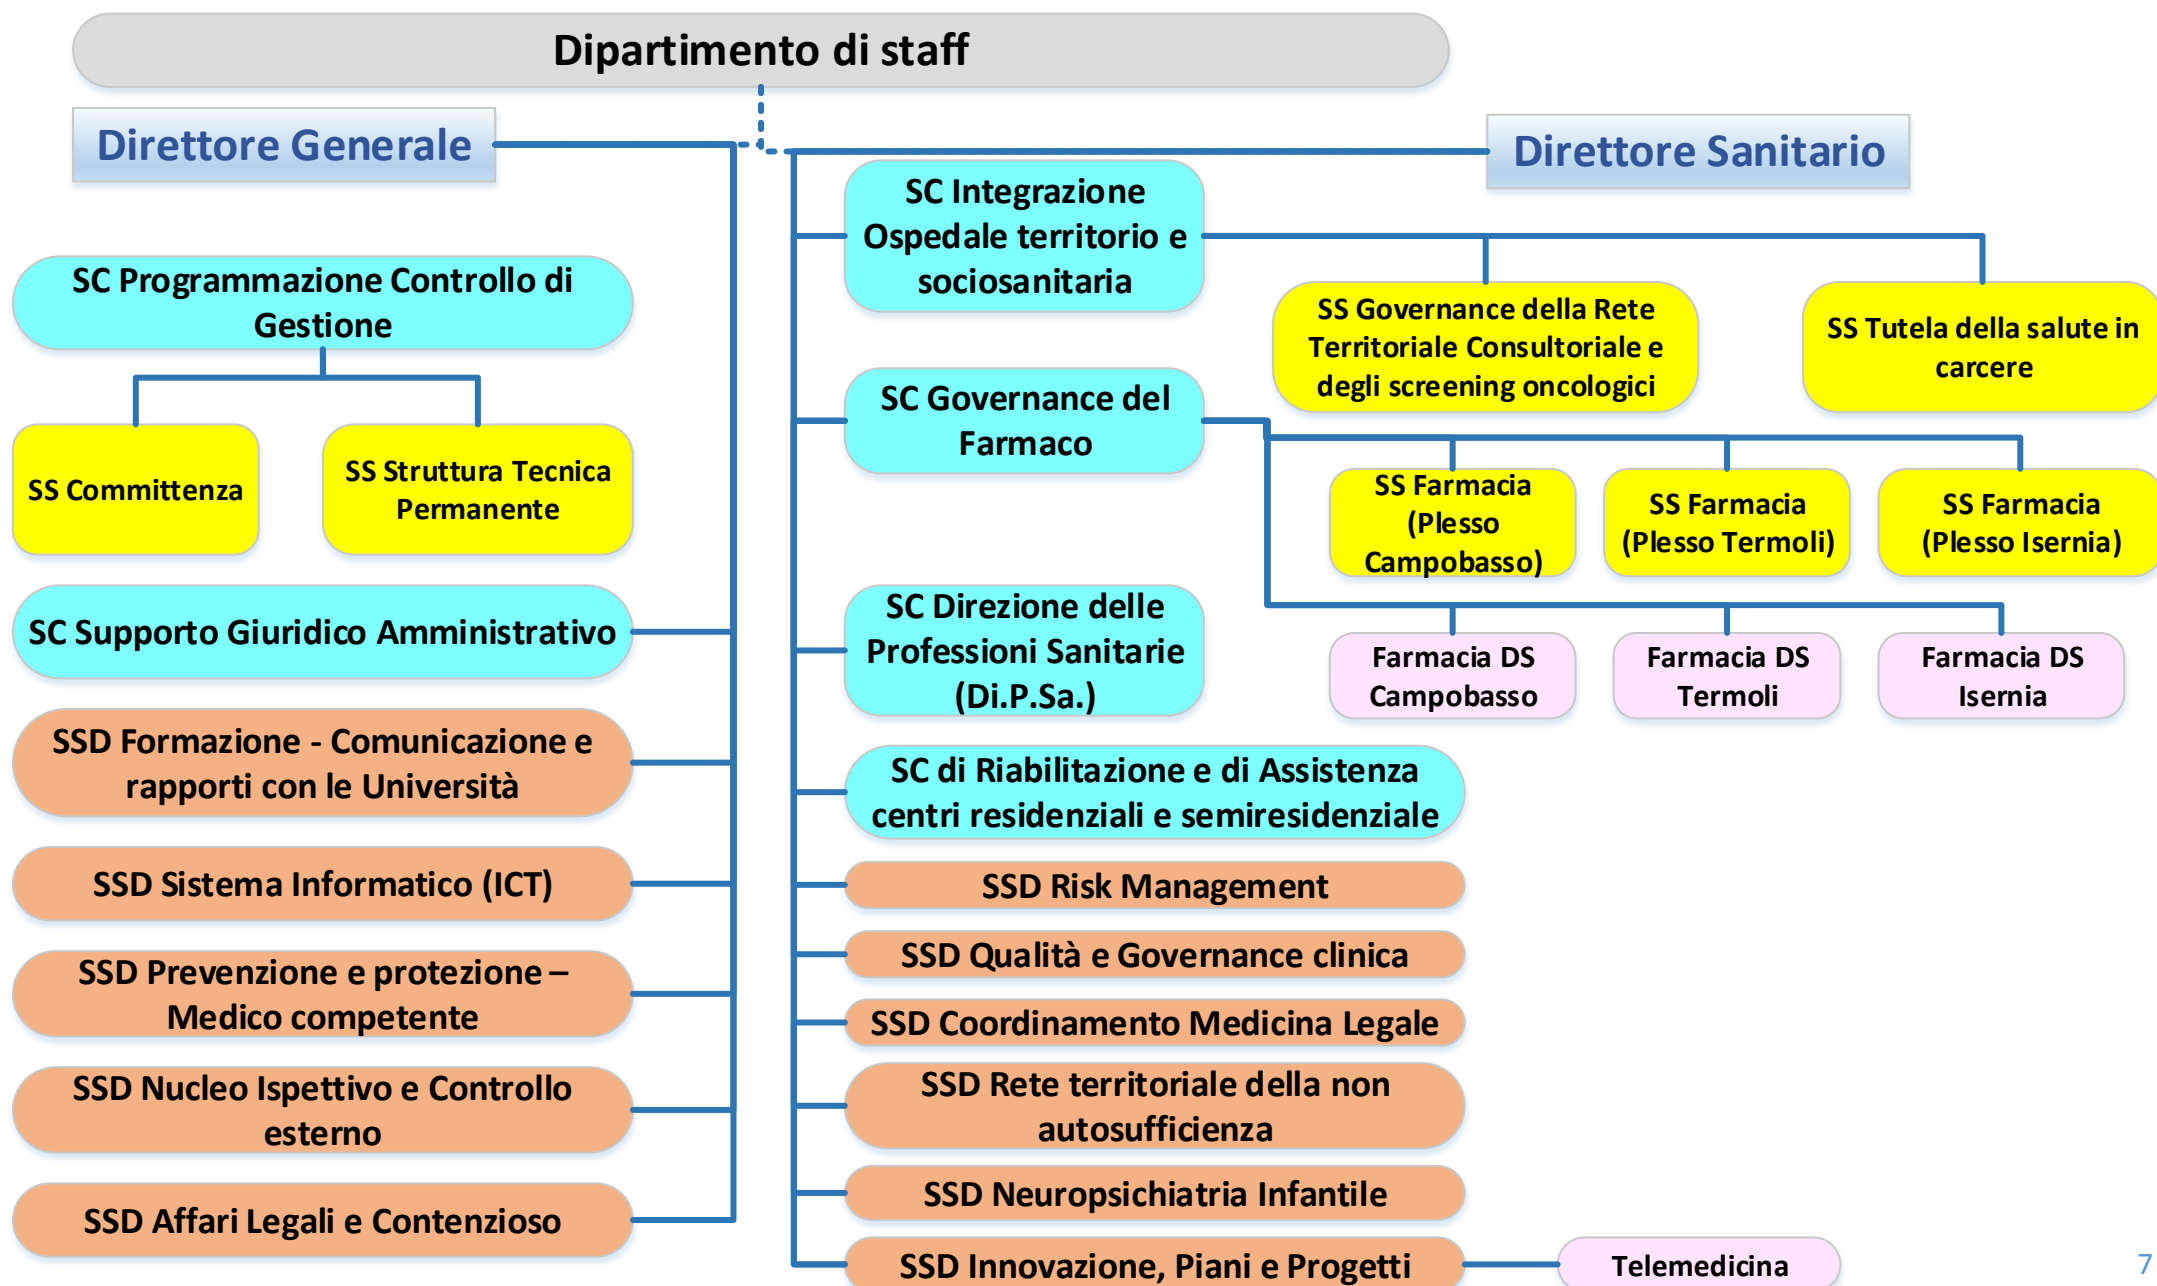 Dipartimento di staff
Direttore Generale
Direttore Sanitario
SC Programmazione Controllo di
Gestione
SS Committenza
SS Struttura Tecnica
Permanente
SC Supporto Giuridico Amministrativo
SSD Formazione - Comunicazione e
rapporti con le Università
SSD Sistema Informatico (ICT)
SSD Prevenzione e protezione –
Medico competente
SSD Nucleo Ispettivo e Controllo
esterno
SSD Affari Legali e Contenzioso
SC Integrazione
Ospedale territorio e
sociosanitaria
SS Governance della Rete
Territoriale Consultoriale e
degli screening oncologici
SS Tutela della salute in
carcere
SC Governance del
Farmaco
SS Farmacia
(Plesso
Campobasso)
SS Farmacia
(Plesso Termoli)
SS Farmacia
(Plesso Isernia)
Farmacia DS
Campobasso
Farmacia DS
Termoli
Farmacia DS
Isernia
SC Direzione delle
Professioni Sanitarie
(Di.P.Sa.)
SC di Riabilitazione e di Assistenza
centri residenziali e semiresidenziale
SSD Risk Management
SSD Qualità e Governance clinica
SSD Coordinamento Medicina Legale
SSD Rete territoriale della non
autosufficienza
SSD Neuropsichiatria Infantile
SSD Innovazione, Piani e Progetti
Telemedicina
7